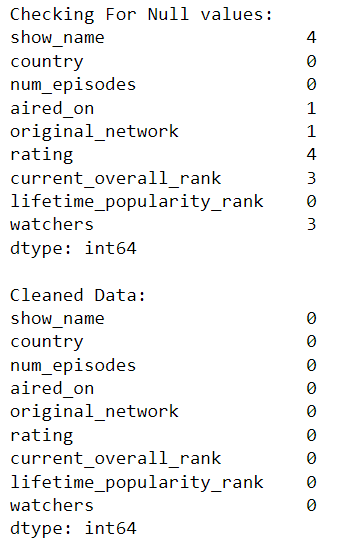 Checking For Null values:
show_name                 4
country                   0
num_episodes              0
aired_on                  1
original_network          1
rating                    4
current_overall_rank      3
lifetime_popularity_rank  0
watchers                  3
dtype: int64

Cleaned Data:
show_name                 0
country                   0
num_episodes              0
aired_on                  0
original_network          0
rating                    0
current_overall_rank      0
lifetime_popularity_rank  0
watchers                  0
dtype: int64